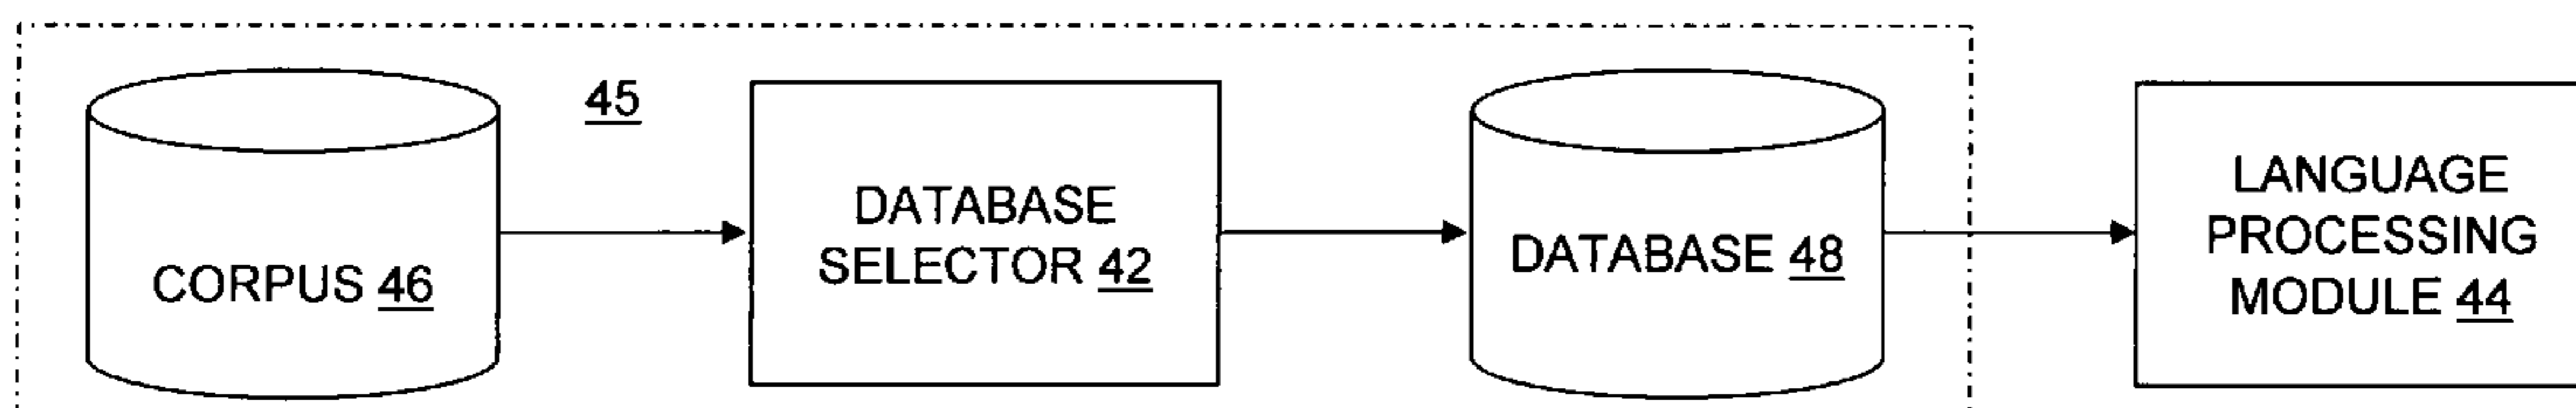 45
CORPUS 46
DATABASE
SELECTOR 42
DATABASE 48
LANGUAGE
PROCESSING
MODULE 44